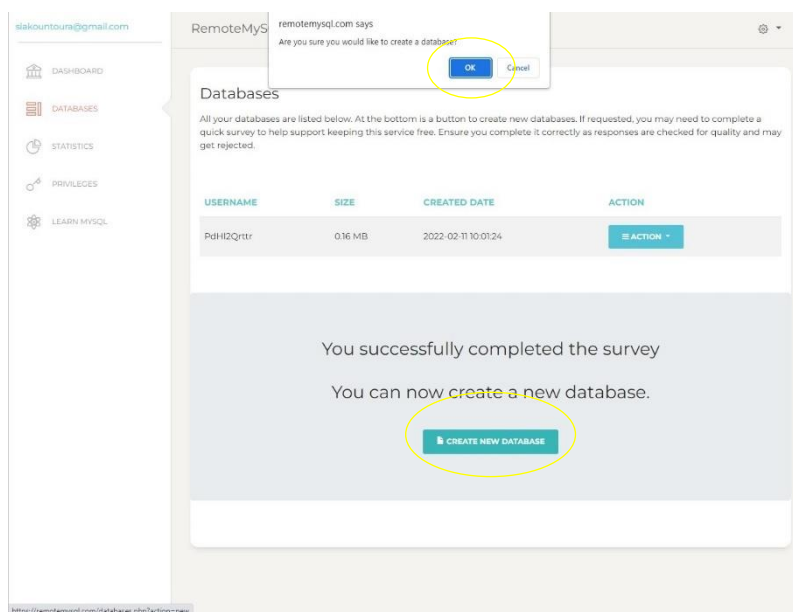 siakountoura@gmail.com
RemoteMyS
remotemysql.com says
Are you sure you would like to create a database?
OK
Cancel
DASHBOARD
DATABASES
STATISTICS
PRIVILEGES
LEARN MYSQL
Databases
All your databases are listed below. At the bottom is a button to create new databases. If requested, you may need to complete a
quick survey to help support keeping this service free. Ensure you complete it correctly as responses are checked for quality and may
get rejected.
USERNAME SIZE CREATED DATE ACTION
PdHI2Qrttr 0.16 MB 2022-02-11 10:01:24 ACTION
You successfully completed the survey
You can now create a new database.
CREATE NEW DATABASE
https://remotemysql.com/databases.php?action=new